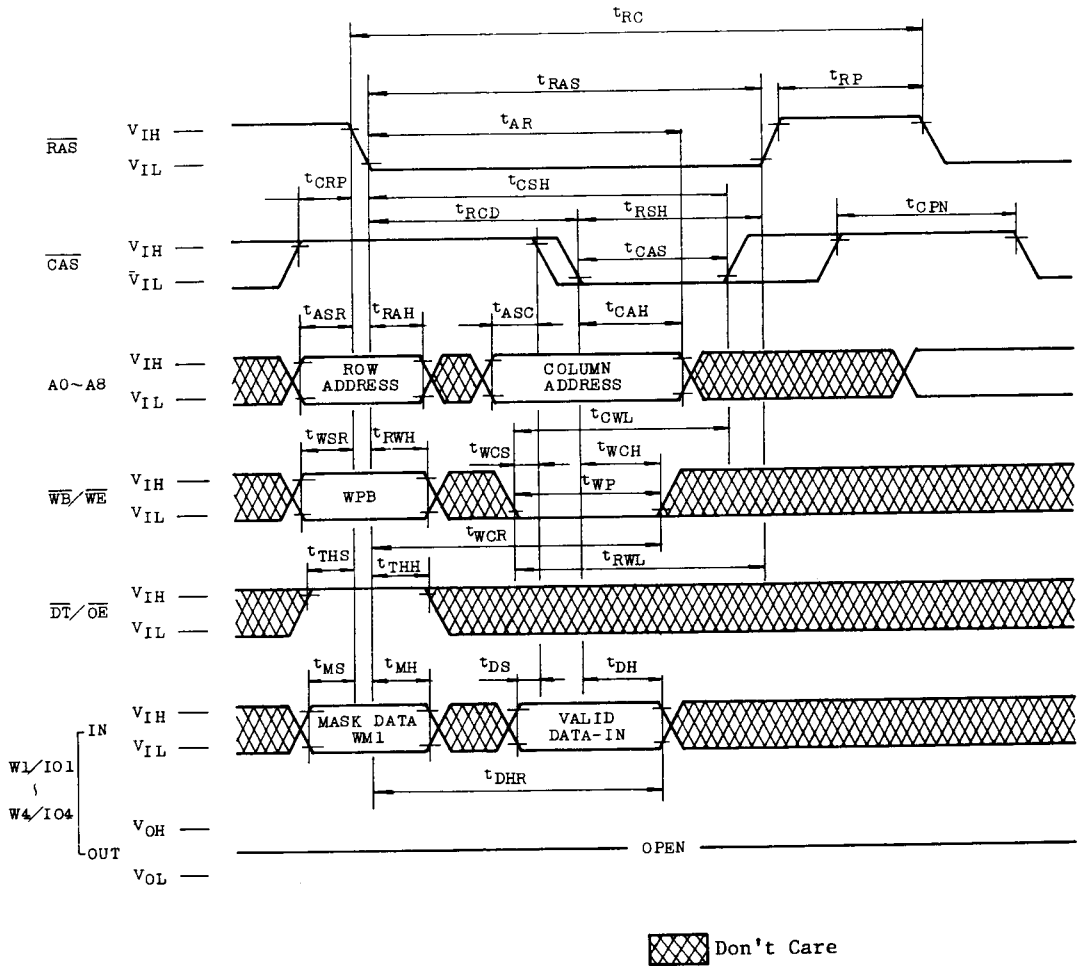 tRC
tRAS
tRP
tAR
RAS
VIH
VIL
tCRP
tCSH
tRCD
tRSH
tCPN
CAS
VIH
V̄IL
tCAS
tASR
tRAH
tASC
tCAH
A0~A8
VIH
VIL
ROW ADDRESS
COLUMN ADDRESS
tCWL
tWSR
tRWH
tWCS
tWCH
WB/WE
VIH
VIL
WPB
tWP
tWCR
tRWL
tTHS
tTHH
DT/OE
VIH
VIL
tMS
tMH
tDS
tDH
IN
VIH
VIL
MASK DATA WM1
VALID DATA-IN
W1/IO1
~
W4/IO4
tDHR
VOH
OUT
OPEN
VOL
Don't Care